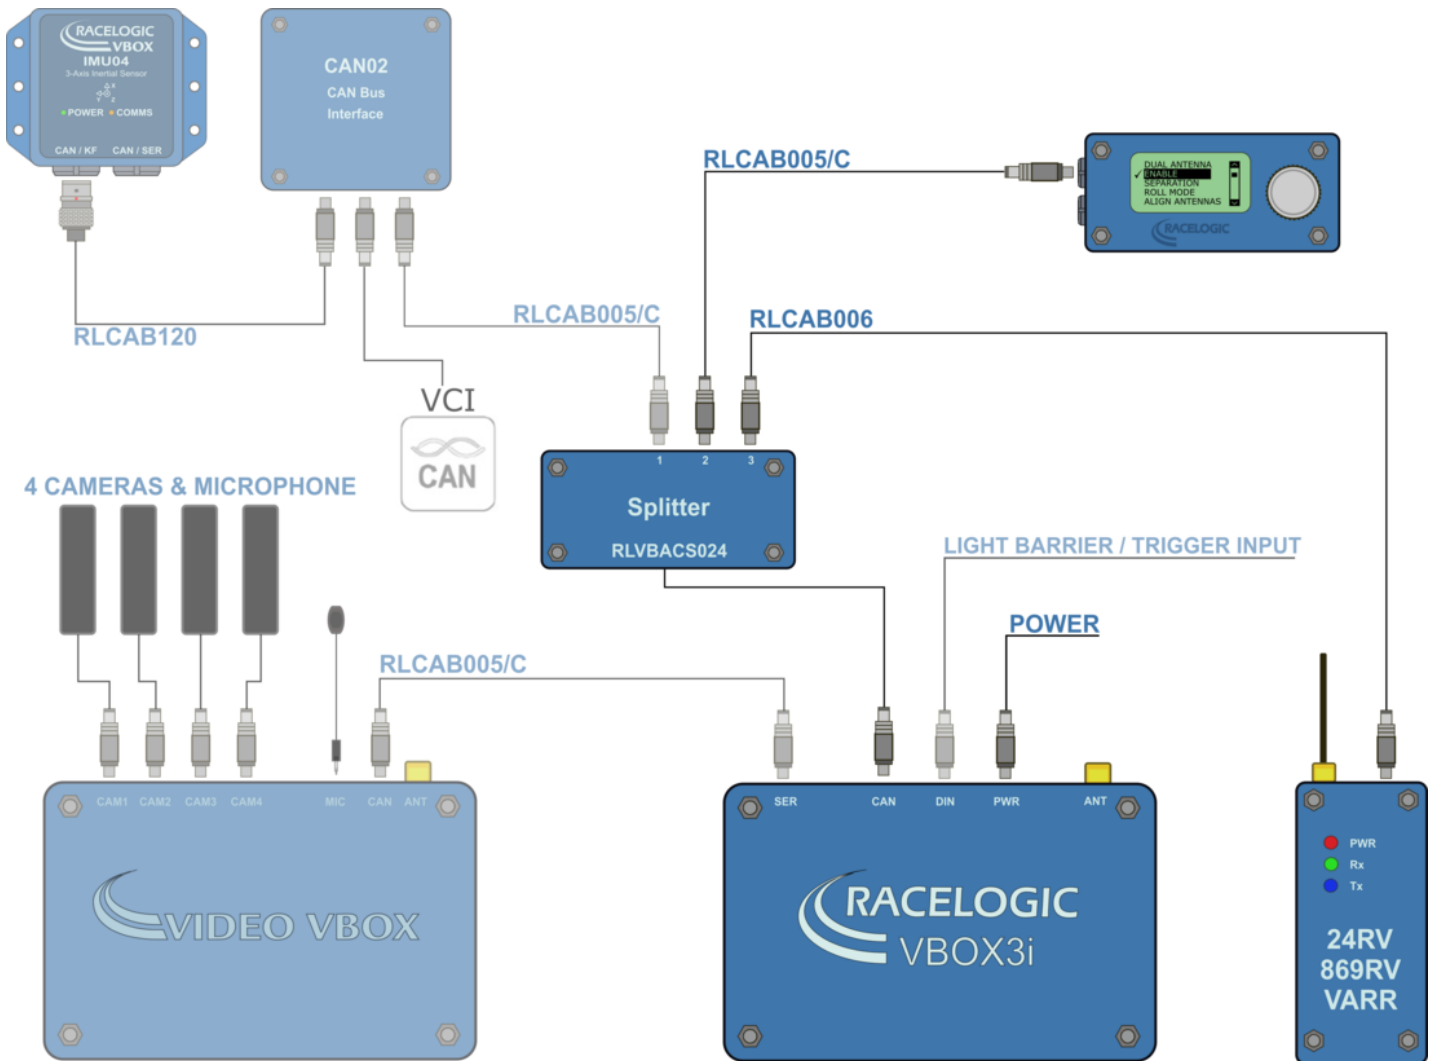 RACELOGIC
VBOX
IMU04
3-Axis Inertial Sensor
X
Y Z
POWER COMMS
CAN / KF CAN / SER
CAN02
CAN Bus
Interface
RLCAB005/C
DUAL ANTENNA
✓ ENABLE
SEPARATION
ROLL MODE
ALIGN ANTENNAS
RACELOGIC
RLCAB120
RLCAB005/C
RLCAB006
VCI
CAN
1 2 3
Splitter
RLVBACS024
4 CAMERAS & MICROPHONE
LIGHT BARRIER / TRIGGER INPUT
POWER
RLCAB005/C
CAM1 CAM2 CAM3 CAM4 MIC CAN ANT
VIDEO VBOX
SER CAN DIN PWR ANT
RACELOGIC
VBOX3i
PWR
Rx
Tx
24RV
869RV
VARR